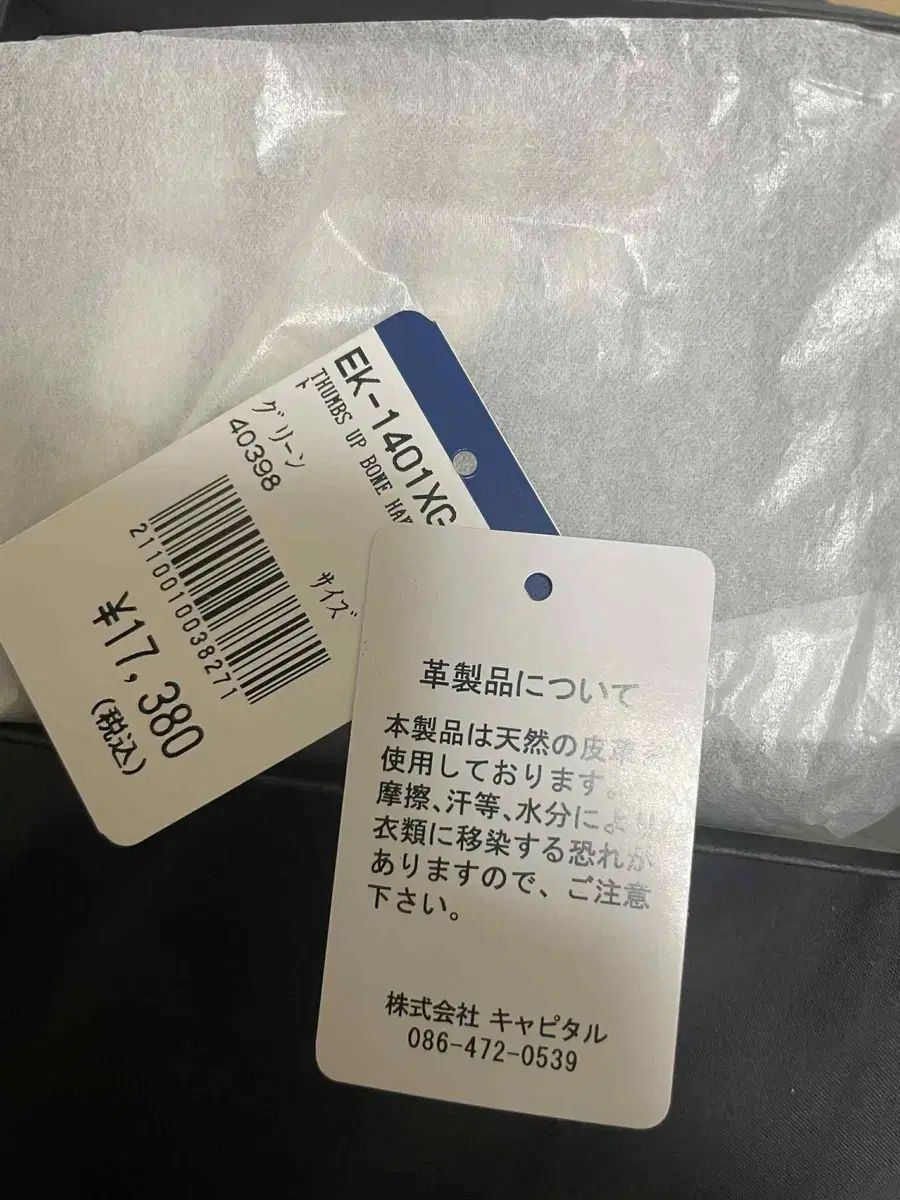 EK-1401XG
THUMBS UP BONE
ト
グリーン
40398
サイズ
2110010038271
¥17,380
(税込)
革製品について
本製品は天然の皮革を
使用しております。
摩擦、汗等、水分により
衣類に移染する恐れが
ありますので、ご注意
下さい。
株式会社 キャピタル
086-472-0539